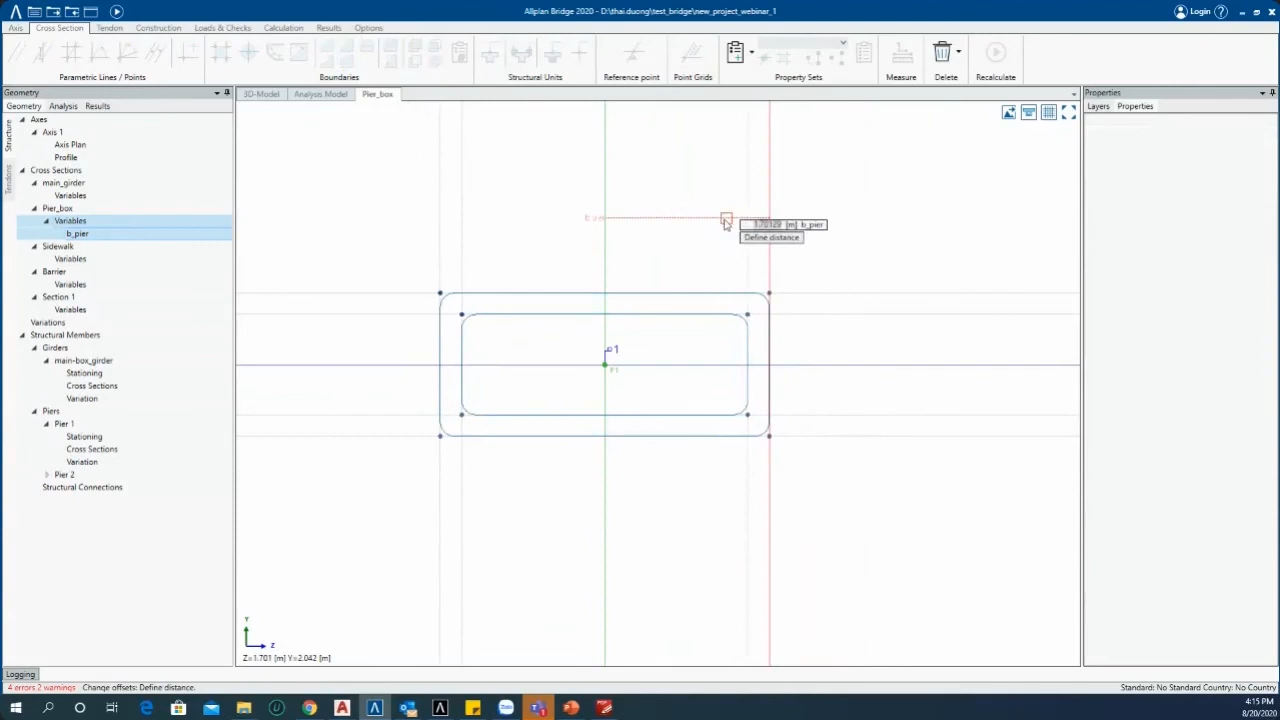 Allplan Bridge 2020 - D:\thai.duong\test_bridge\new_project_webinar_1
Login
Axis Cross Section Tendon Construction Loads & Checks Calculation Results Options
Parametric Lines / Points Boundaries Structural Units Reference point Point Grids Property Sets Measure Delete Recalculate
Geometry
Geometry Analysis Results
Structure
Tendons
Axes
Axis 1
Axis Plan
Profile
Cross Sections
main_girder
Variables
Pier_box
Variables
b_pier
Sidewalk
Variables
Barrier
Variables
Section 1
Variables
Variations
Structural Members
Girders
main-box_girder
Stationing
Cross Sections
Variation
Piers
Pier 1
Stationing
Cross Sections
Variation
Pier 2
Structural Connections
3D-Model Analysis Model Pier_box
1.70129 [m] b_pier
Define distance
1
P1
Y
Z
Z=1.701 [m] Y=2.042 [m]
Properties
Layers Properties
Logging
4 errors 2 warnings Change offsets: Define distance.
Standard: No Standard Country: No Country
4:15 PM
8/20/2020